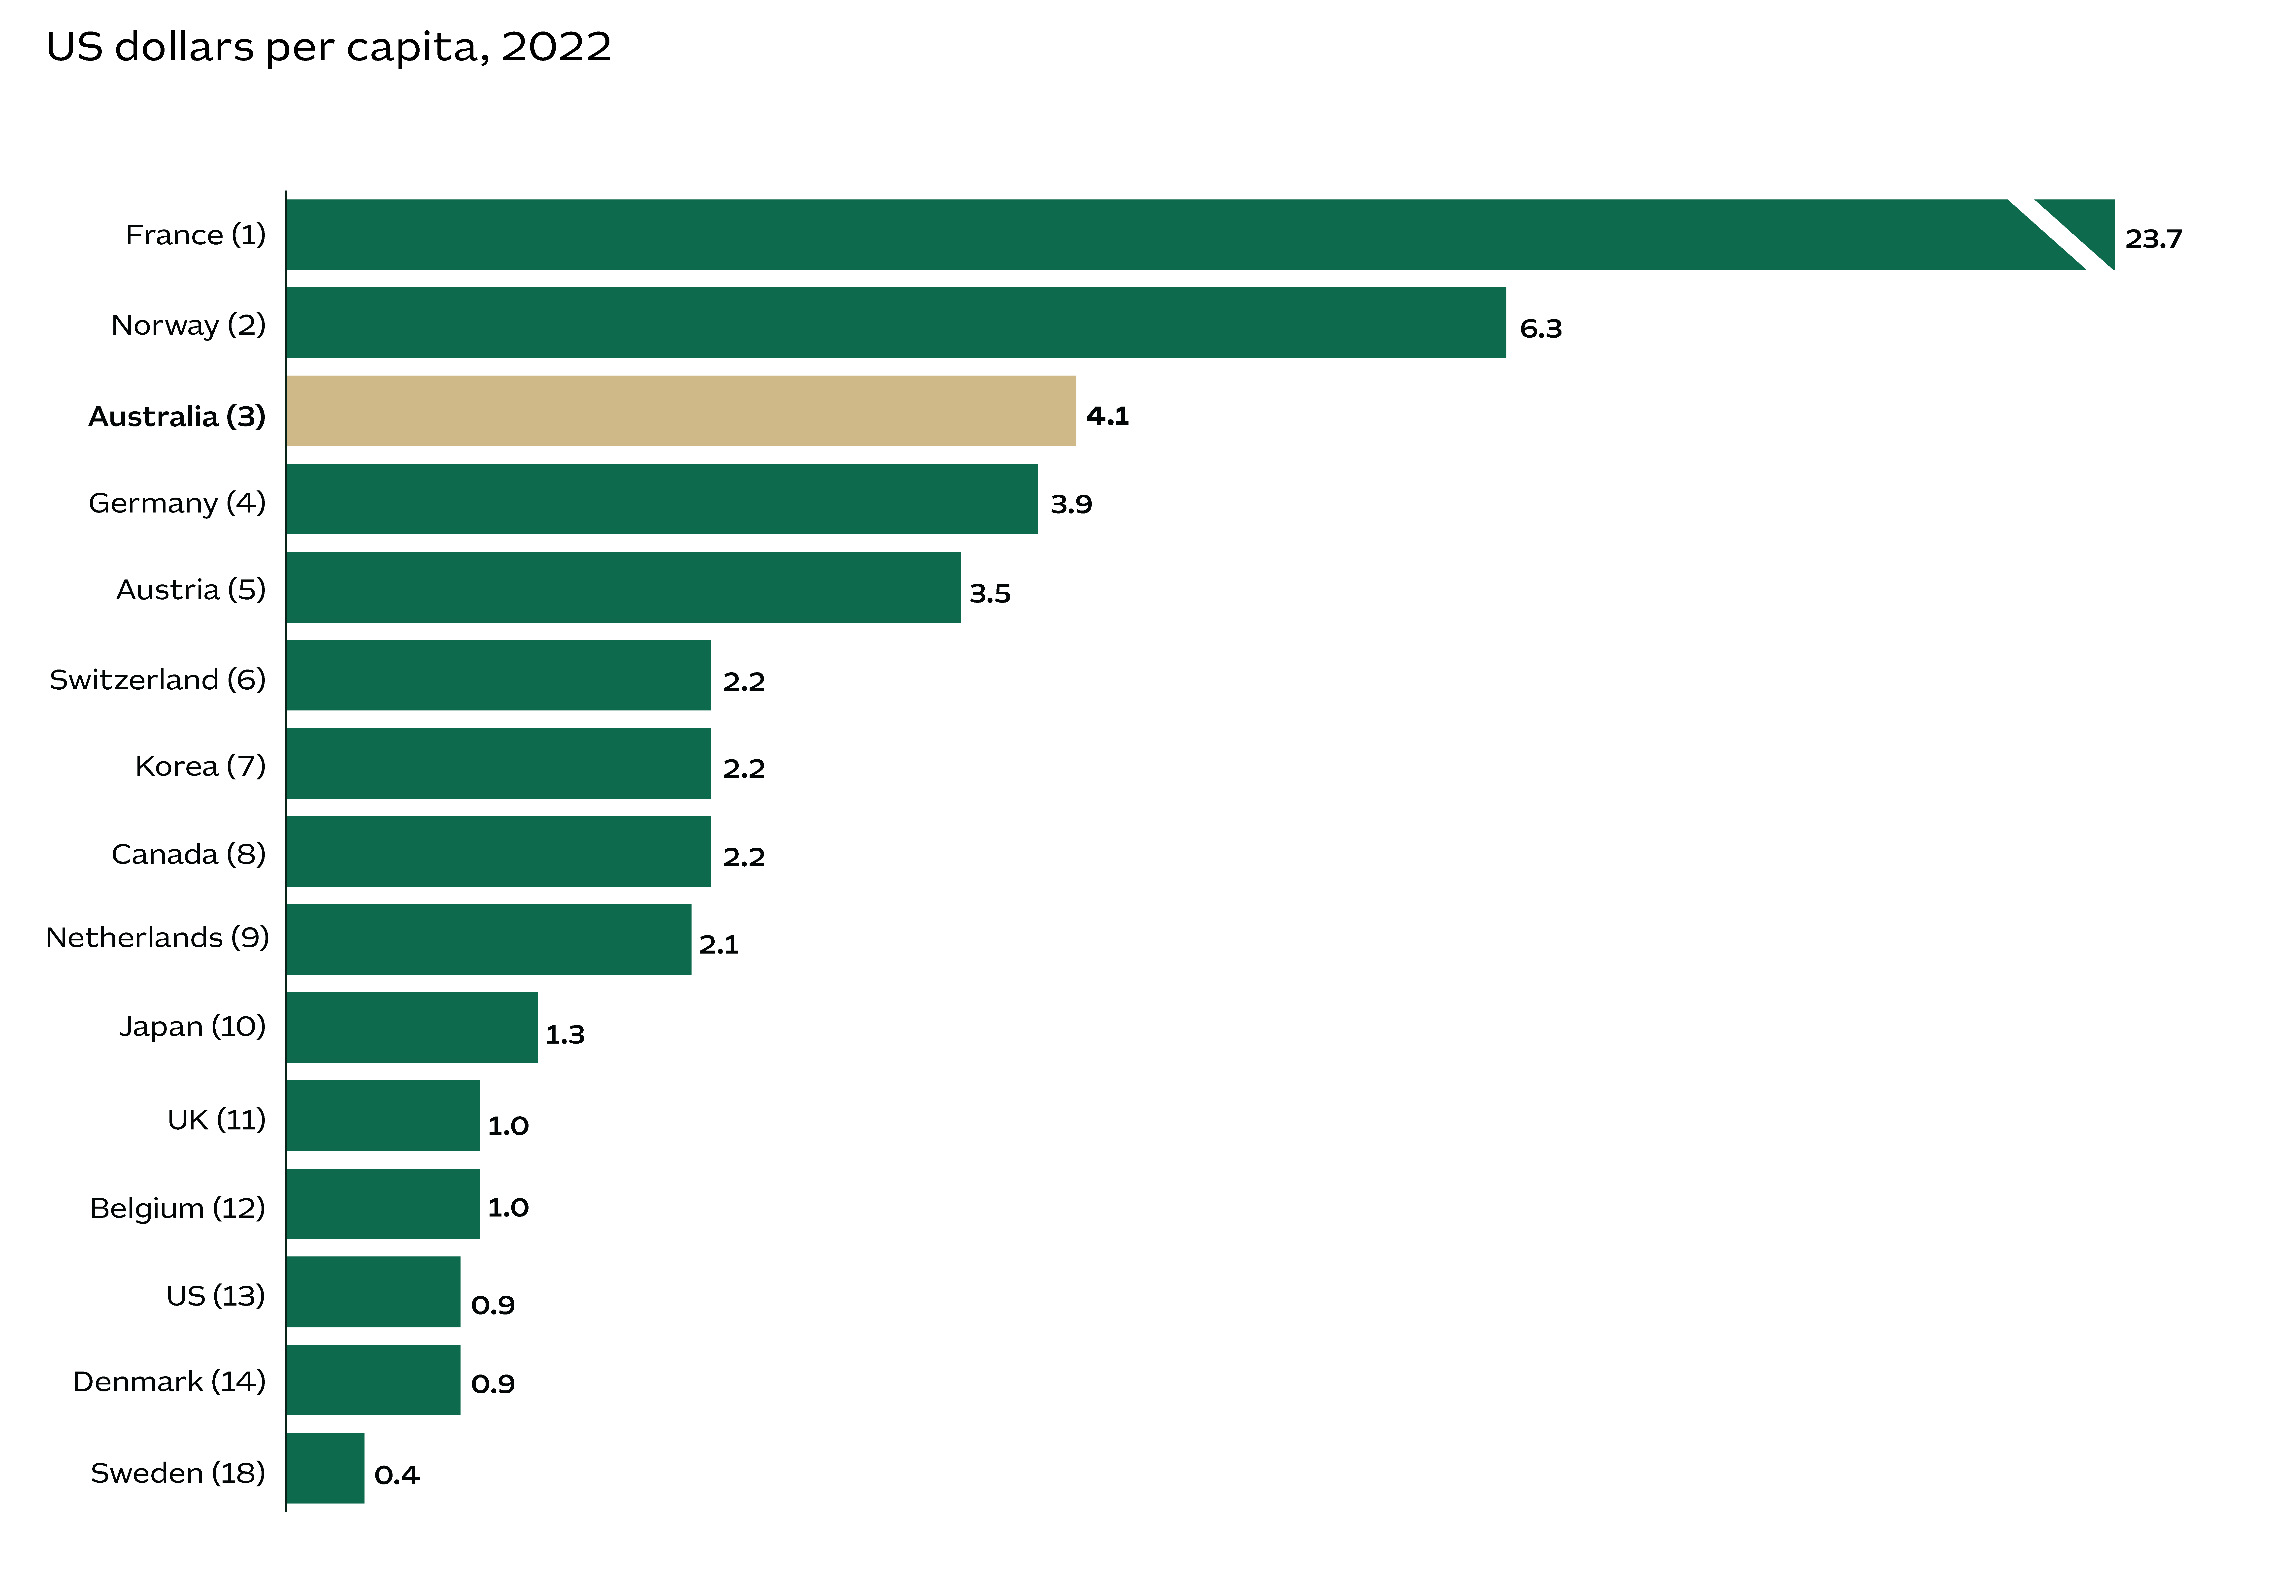 US dollars per capita, 2022
France (1) 23.7
Norway (2) 6.3
Australia (3) 4.1
Germany (4) 3.9
Austria (5) 3.5
Switzerland (6) 2.2
Korea (7) 2.2
Canada (8) 2.2
Netherlands (9) 2.1
Japan (10) 1.3
UK (11) 1.0
Belgium (12) 1.0
US (13) 0.9
Denmark (14) 0.9
Sweden (18) 0.4